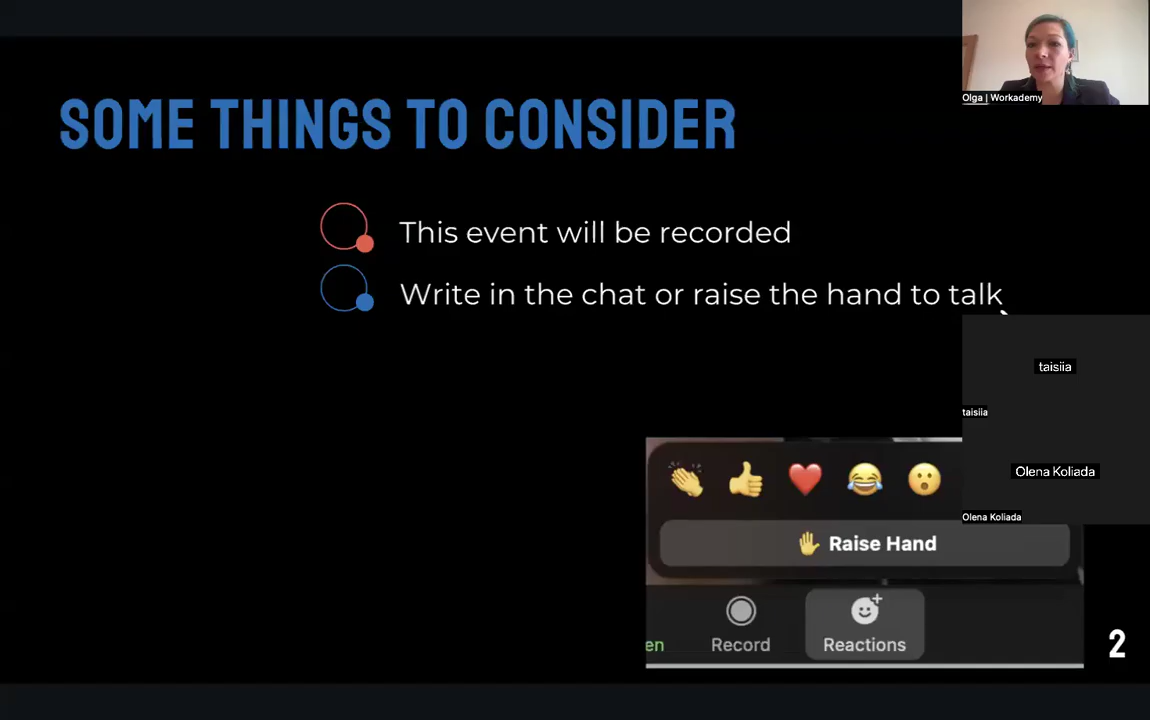 Olga | Workademy
SOME THINGS TO CONSIDER
This event will be recorded
Write in the chat or raise the hand to talk
taisiia
taisiia
Olena Koliada
Olena Koliada
Raise Hand
en
Record
Reactions
2